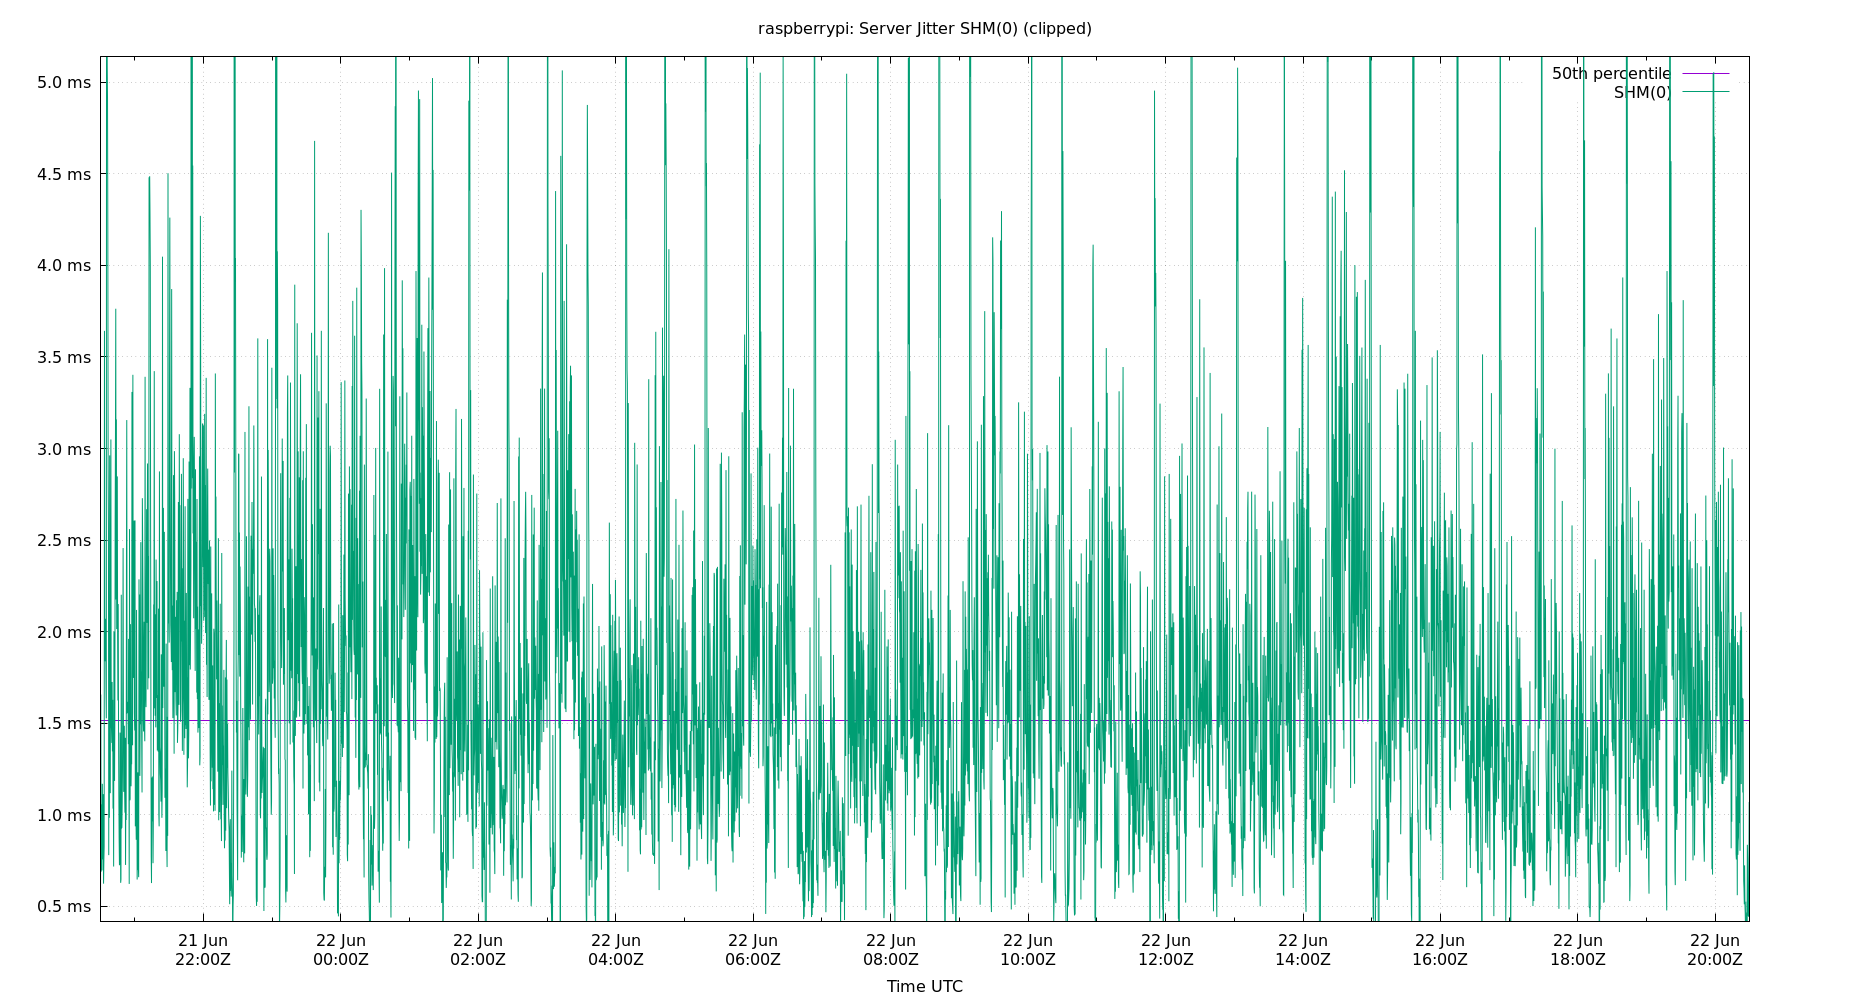 raspberrypi: Server Jitter SHM(0) (clipped)
50th percentile
SHM(0)
5.0 ms
4.5 ms
4.0 ms
3.5 ms
3.0 ms
2.5 ms
2.0 ms
1.5 ms
1.0 ms
0.5 ms
21 Jun 22 Jun 22 Jun 22 Jun 22 Jun 22 Jun 22 Jun 22 Jun 22 Jun 22 Jun 22 Jun 22 Jun
22:00Z 00:00Z 02:00Z 04:00Z 06:00Z 08:00Z 10:00Z 12:00Z 14:00Z 16:00Z 18:00Z 20:00Z
Time UTC